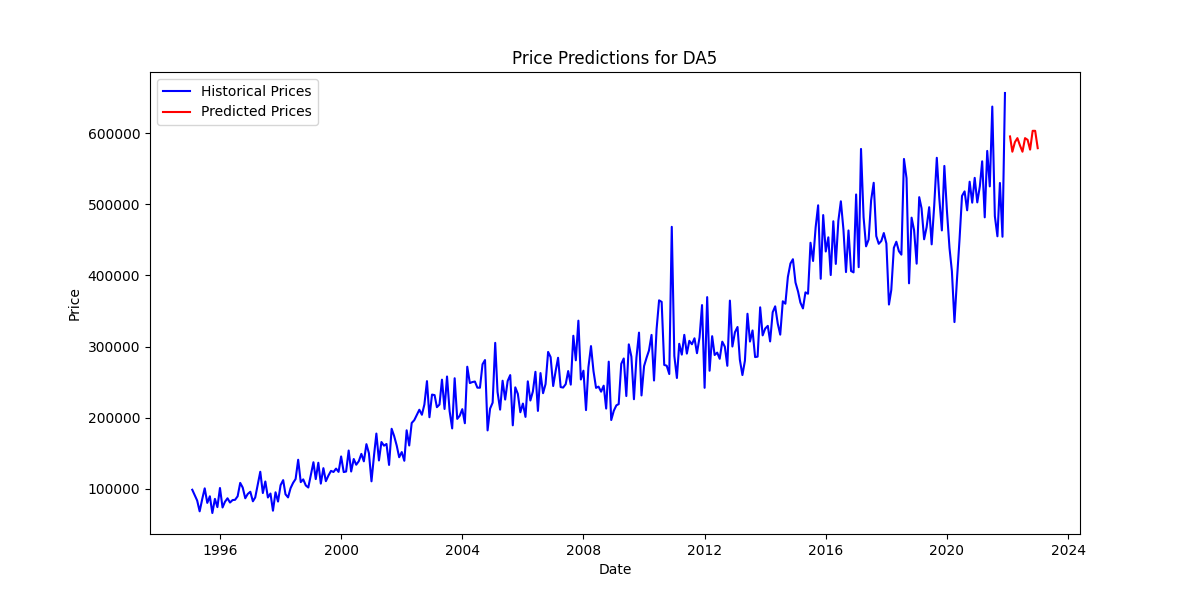 Price Predictions for DA5
Historical Prices
Predicted Prices
600000
500000
400000
300000
200000
100000
Price
1996 2000 2004 2008 2012 2016 2020 2024
Date